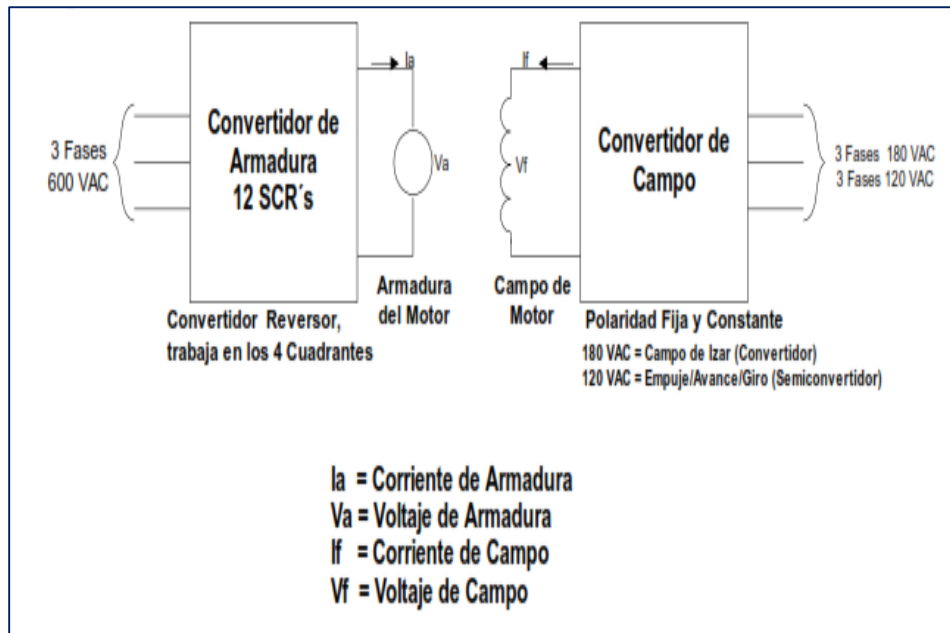 3 Fases
600 VAC
Convertidor de
Armadura
12 SCR´s
Ia
Va
If
Vf
Convertidor de
Campo
3 Fases 180 VAC
3 Fases 120 VAC
Armadura
del Motor
Campo de
Motor
Convertidor Reversor,
trabaja en los 4 Cuadrantes
Polaridad Fija y Constante
180 VAC = Campo de Izar (Convertidor)
120 VAC = Empuje/Avance/Giro (Semiconvertidor)
Ia = Corriente de Armadura
Va = Voltaje de Armadura
If = Corriente de Campo
Vf = Voltaje de Campo